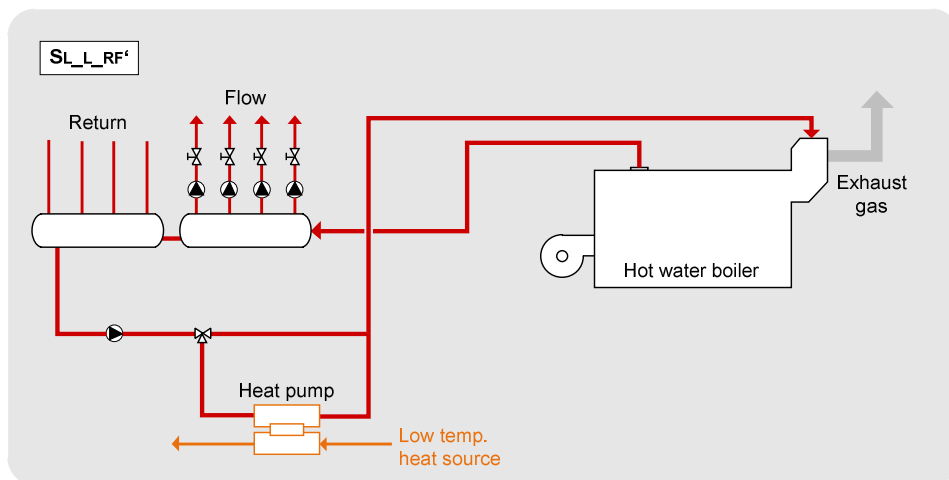 SL_L_RF‘
Flow
Return
Exhaust
gas
Hot water boiler
Heat pump
Low temp.
heat source